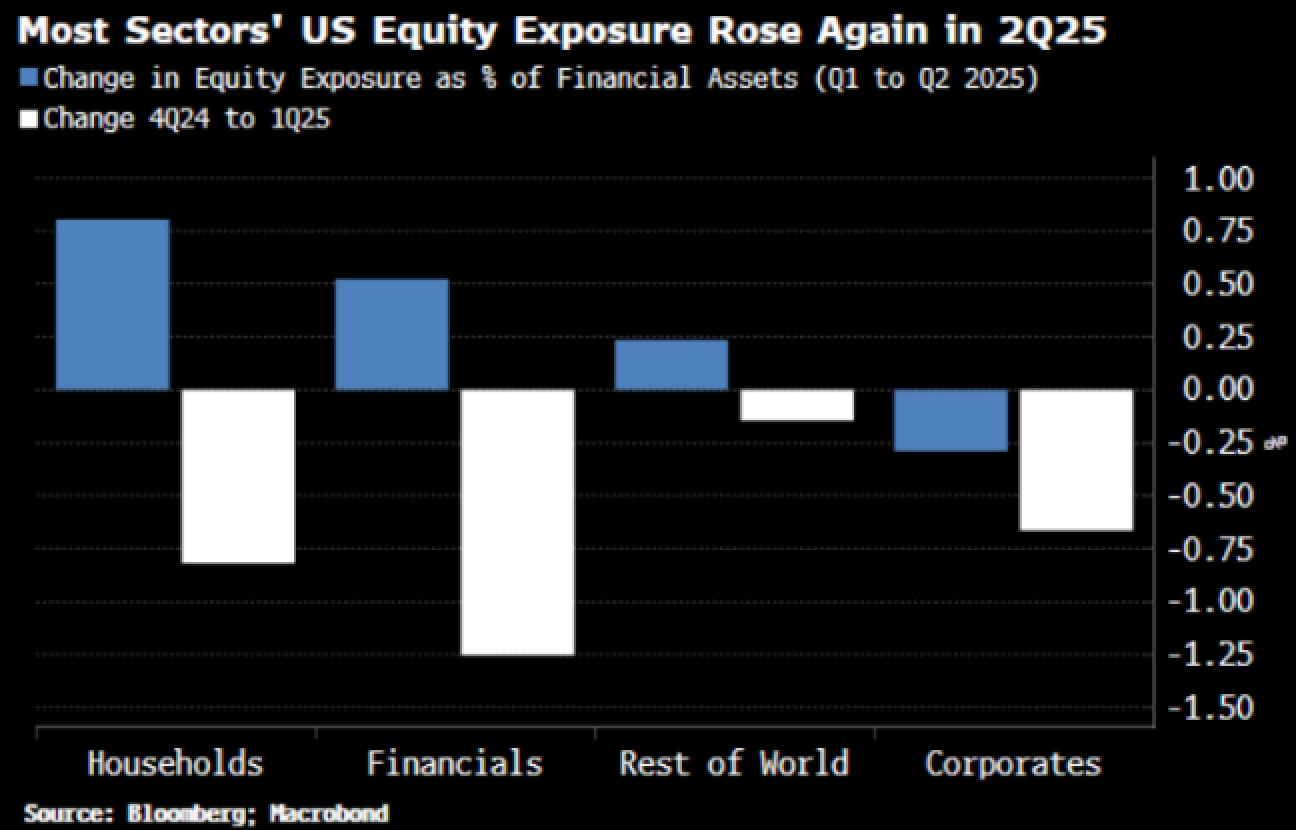 Most Sectors' US Equity Exposure Rose Again in 2Q25
Change in Equity Exposure as % of Financial Assets (Q1 to Q2 2025)
Change 4Q24 to 1Q25
1.00
0.75
0.50
0.25
0.00
-0.25
%
-0.50
-0.75
-1.00
-1.25
-1.50
Households Financials Rest of World Corporates
Source: Bloomberg; Macrobond